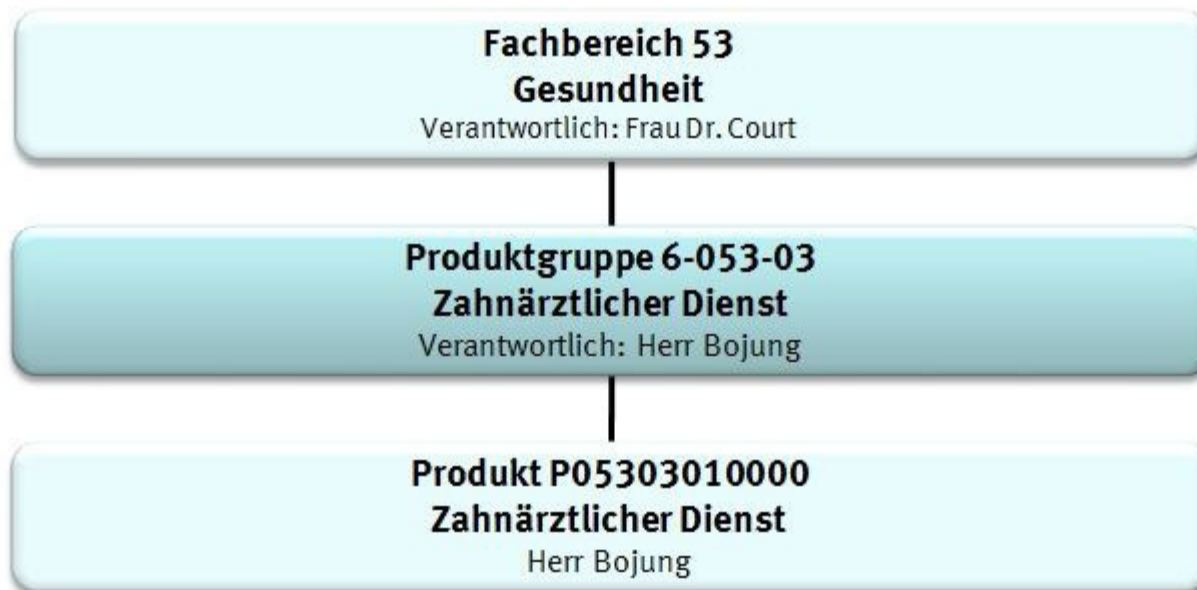 Fachbereich 53
Gesundheit
Verantwortlich: Frau Dr. Court
Produktgruppe 6-053-03
Zahnärztlicher Dienst
Verantwortlich: Herr Bojung
Produkt P05303010000
Zahnärztlicher Dienst
Herr Bojung